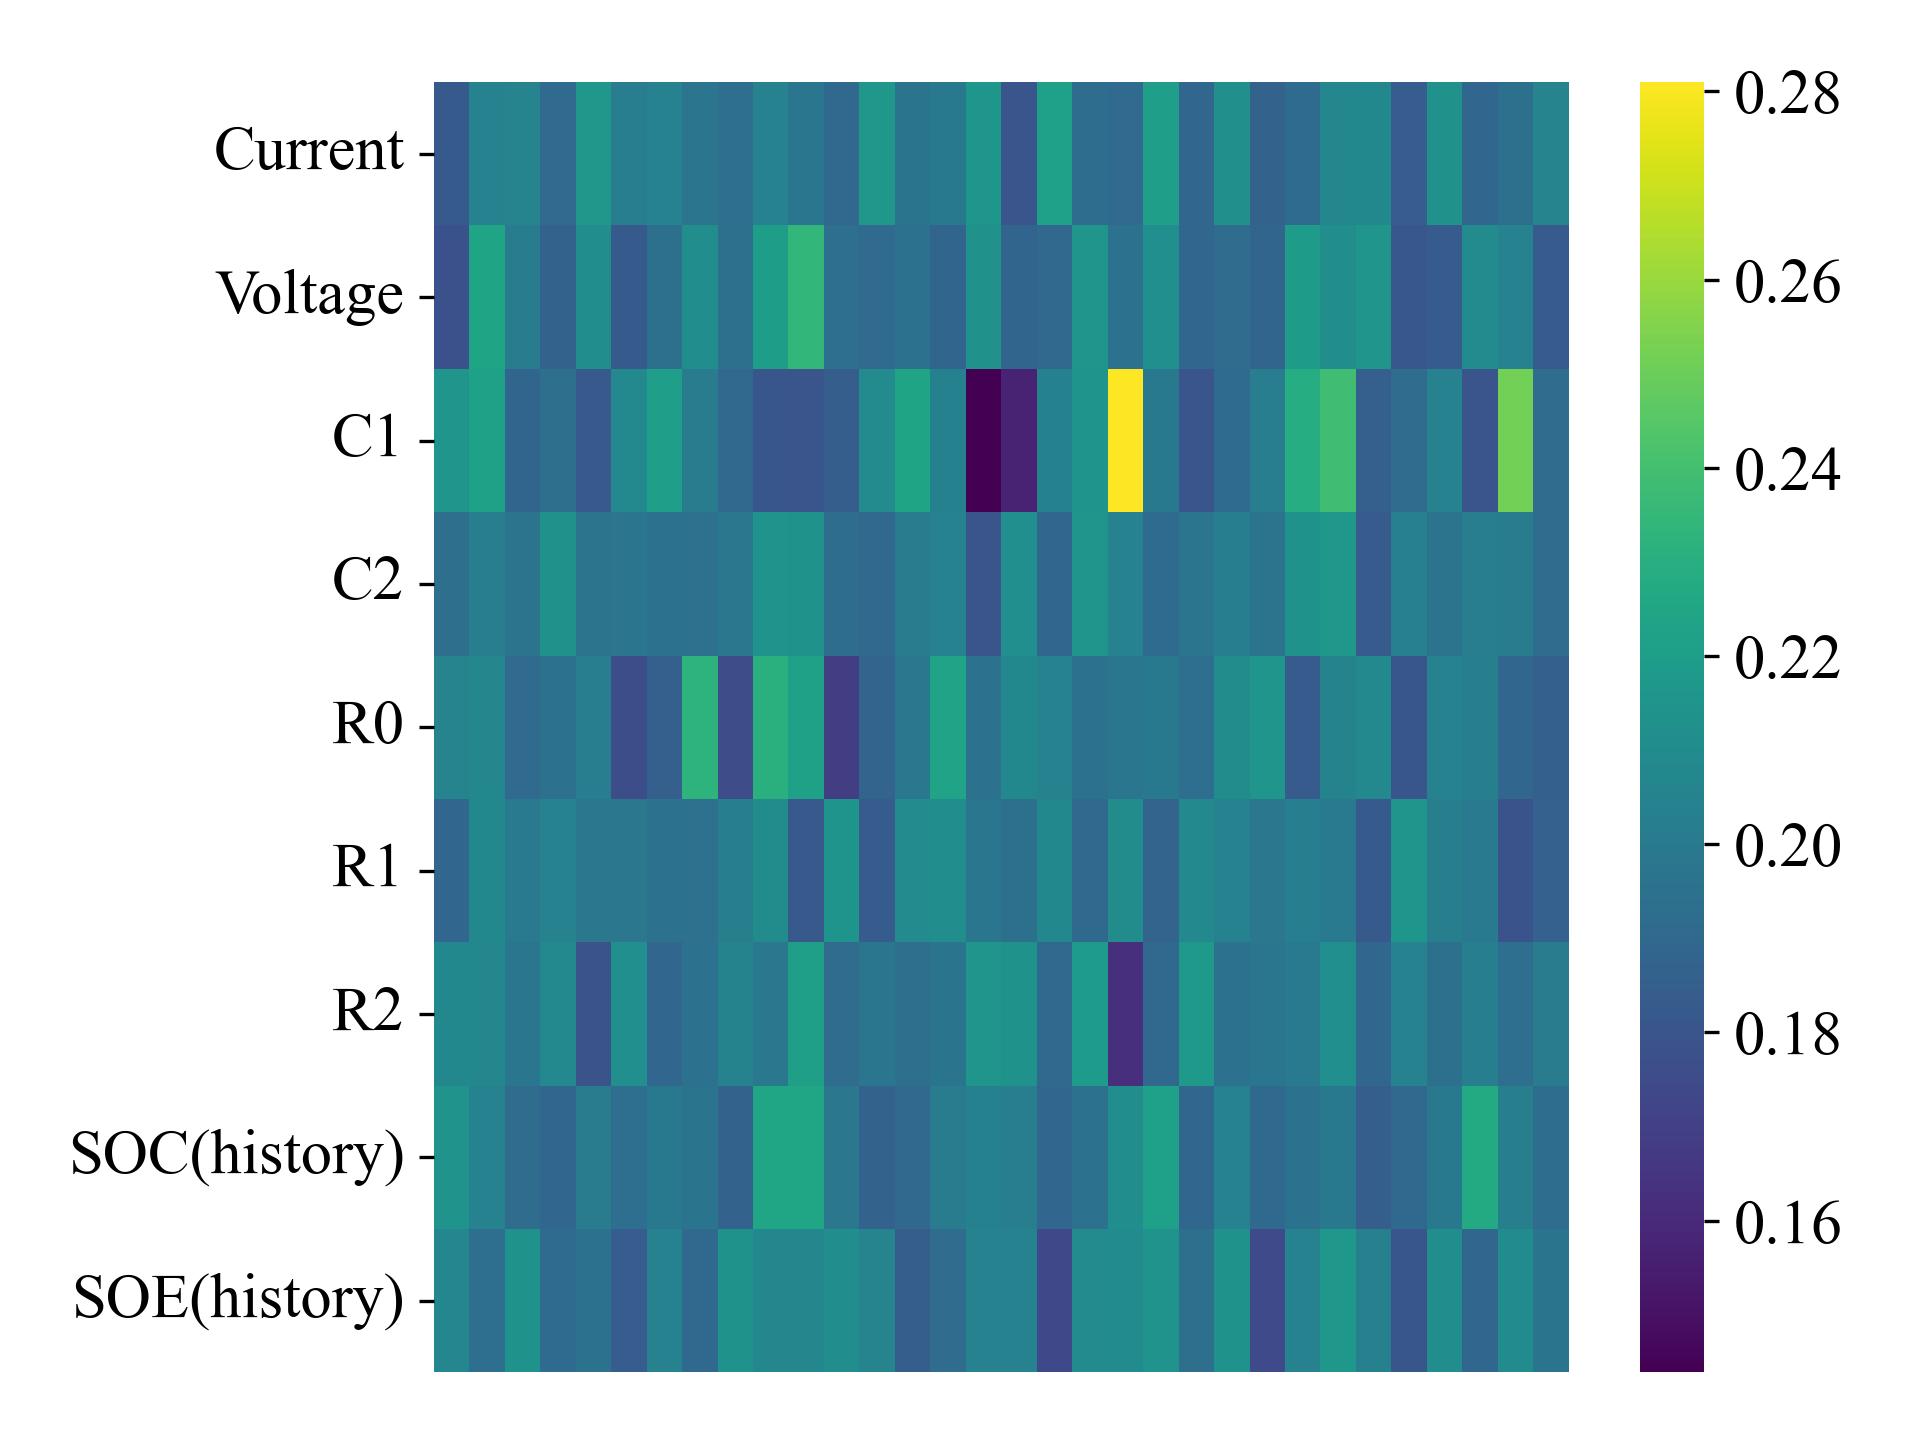 Current
Voltage
C1
C2
R0
R1
R2
SOC(history)
SOE(history)
0.28
0.26
0.24
0.22
0.20
0.18
0.16